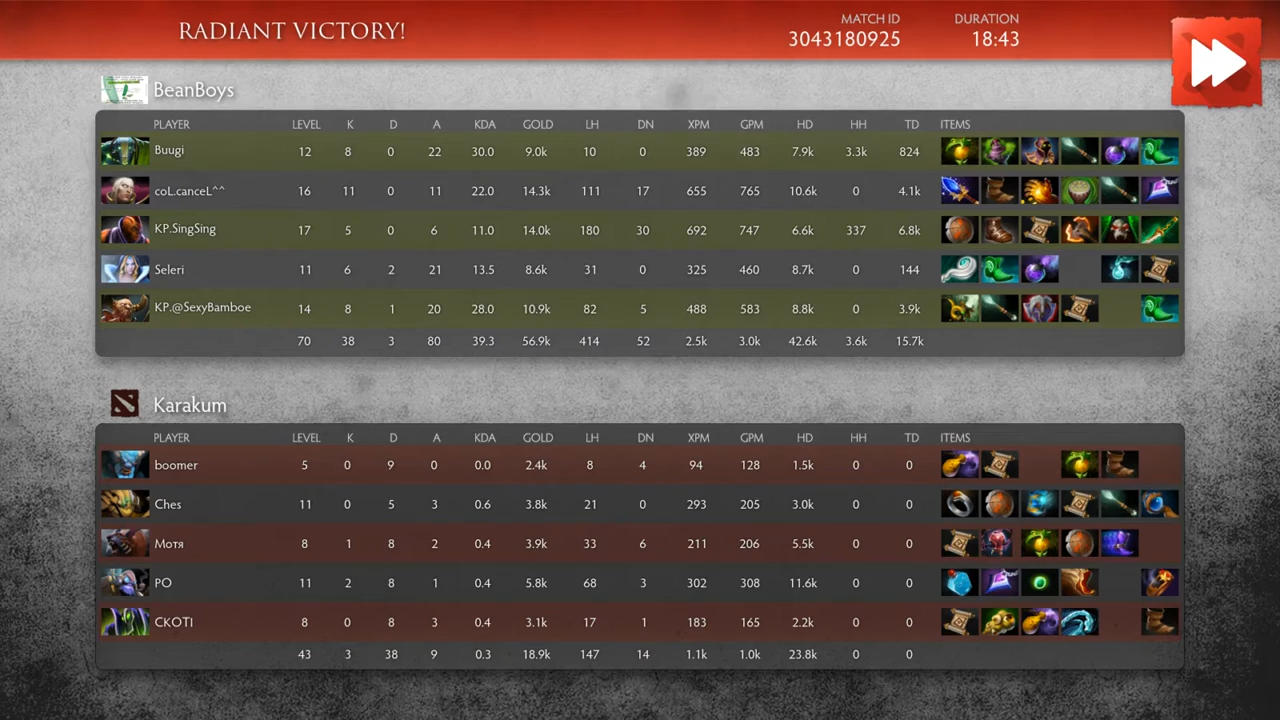 RADIANT VICTORY!
MATCH ID
3043180925
DURATION
18:43
BeanBoys
PLAYER LEVEL K D A KDA GOLD LH DN XPM GPM HD HH TD ITEMS
Buugi 12 8 0 22 30.0 9.0k 10 0 389 483 7.9k 3.3k 824
coL.canceL^^ 16 11 0 11 22.0 14.3k 111 17 655 765 10.6k 0 4.1k
KP.SingSing 17 5 0 6 11.0 14.0k 180 30 692 747 6.6k 337 6.8k
Seleri 11 6 2 21 13.5 8.6k 31 0 325 460 8.7k 0 144
KP.@SexyBamboe 14 8 1 20 28.0 10.9k 82 5 488 583 8.8k 0 3.9k
70 38 3 80 39.3 56.9k 414 52 2.5k 3.0k 42.6k 3.6k 15.7k
Karakum
PLAYER LEVEL K D A KDA GOLD LH DN XPM GPM HD HH TD ITEMS
boomer 5 0 9 0 0.0 2.4k 8 4 94 128 1.5k 0 0
Ches 11 0 5 3 0.6 3.8k 21 0 293 205 3.0k 0 0
Мотя 8 1 8 2 0.4 3.9k 33 6 211 206 5.5k 0 0
PO 11 2 8 1 0.4 5.8k 68 3 302 308 11.6k 0 0
CKOTI 8 0 8 3 0.4 3.1k 17 1 183 165 2.2k 0 0
43 3 38 9 0.3 18.9k 147 14 1.1k 1.0k 23.8k 0 0